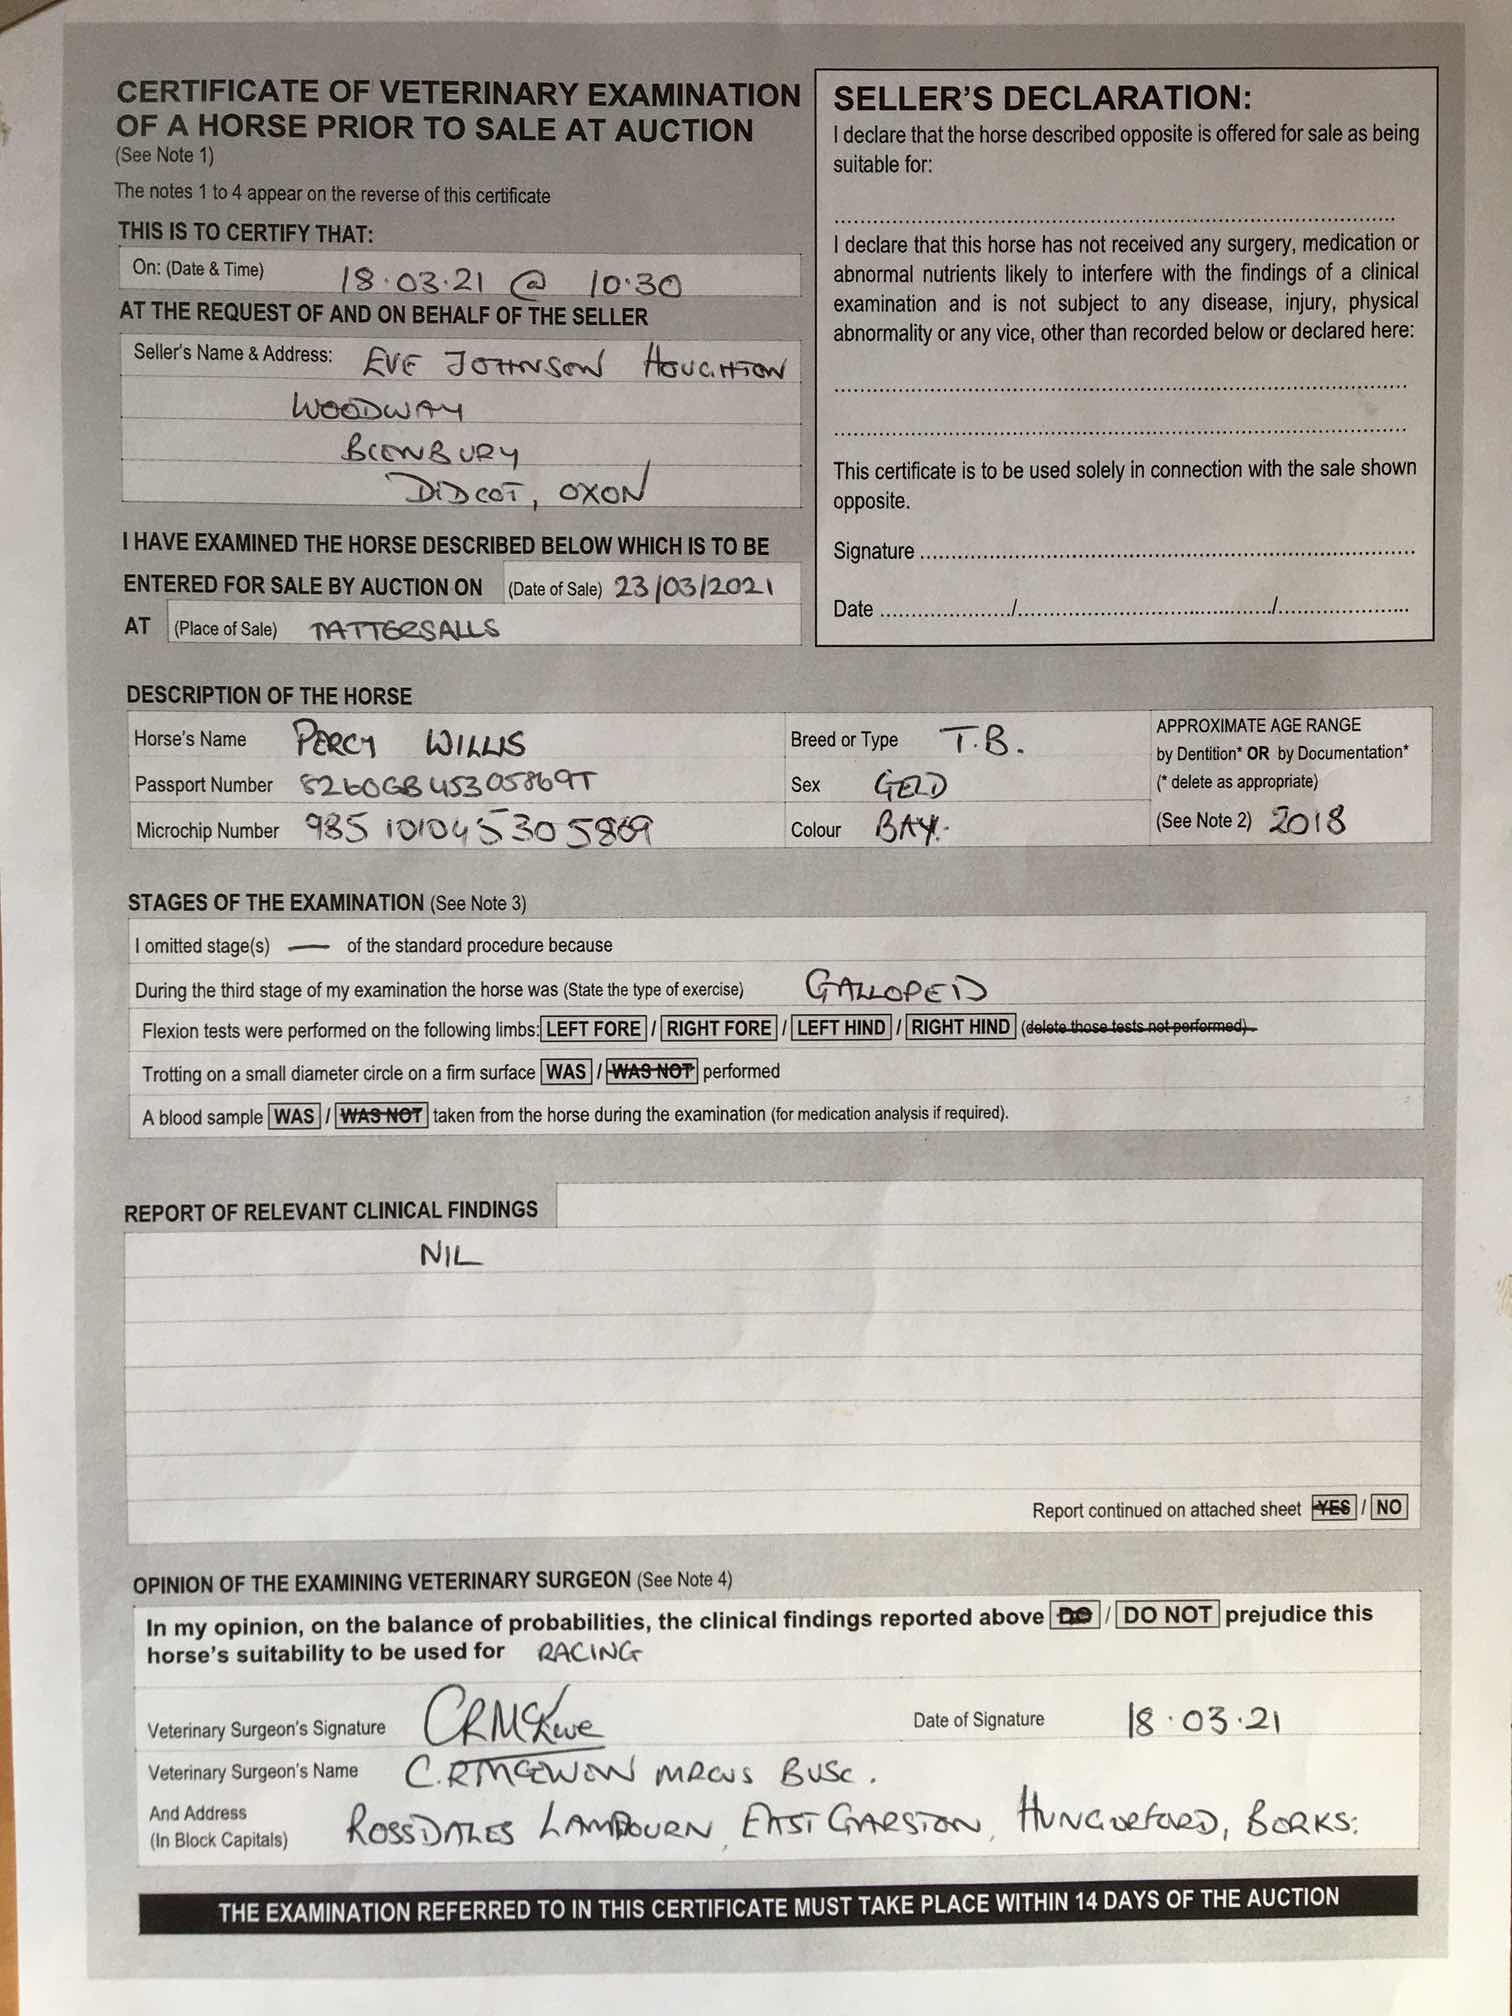 CERTIFICATE OF VETERINARY EXAMINATION
OF A HORSE PRIOR TO SALE AT AUCTION
(See Note 1)
The notes 1 to 4 appear on the reverse of this certificate
THIS IS TO CERTIFY THAT:
On: (Date & Time) 18.03.21 @ 10.30
AT THE REQUEST OF AND ON BEHALF OF THE SELLER
Seller's Name & Address: EVE JOHNSON HOUGHTON
WOODWAY
BLEWBURY
DIDCOT, OXON
I HAVE EXAMINED THE HORSE DESCRIBED BELOW WHICH IS TO BE
ENTERED FOR SALE BY AUCTION ON (Date of Sale) 23/03/2021
AT (Place of Sale) TATTERSALLS
SELLER'S DECLARATION:
I declare that the horse described opposite is offered for sale as being
suitable for:
I declare that this horse has not received any surgery, medication or
abnormal nutrients likely to interfere with the findings of a clinical
examination and is not subject to any disease, injury, physical
abnormality or any vice, other than recorded below or declared here:
This certificate is to be used solely in connection with the sale shown
opposite.
Signature
Date / /
DESCRIPTION OF THE HORSE
Horse's Name PERCY WILLIS
Breed or Type T.B.
APPROXIMATE AGE RANGE
by Dentition* OR by Documentation*
Passport Number 8260GB45305869T
Sex GELD
(* delete as appropriate)
Microchip Number 985101045305869
Colour BAY.
(See Note 2) 2018
STAGES OF THE EXAMINATION (See Note 3)
I omitted stage(s) — of the standard procedure because
During the third stage of my examination the horse was (State the type of exercise) GALLOPED
Flexion tests were performed on the following limbs: LEFT FORE / RIGHT FORE / LEFT HIND / RIGHT HIND (delete those tests not performed)
Trotting on a small diameter circle on a firm surface WAS / WAS NOT performed
A blood sample WAS / WAS NOT taken from the horse during the examination (for medication analysis if required).
REPORT OF RELEVANT CLINICAL FINDINGS
NIL
Report continued on attached sheet YES / NO
OPINION OF THE EXAMINING VETERINARY SURGEON (See Note 4)
In my opinion, on the balance of probabilities, the clinical findings reported above DO / DO NOT prejudice this
horse's suitability to be used for RACING
Veterinary Surgeon's Signature
Date of Signature 18.03.21
Veterinary Surgeon's Name C.R MCEWEN MRCVS BVSc.
And Address
(In Block Capitals) ROSSDALES LAMBOURN, EAST GARSTON, HUNGERFORD, BERKS:
THE EXAMINATION REFERRED TO IN THIS CERTIFICATE MUST TAKE PLACE WITHIN 14 DAYS OF THE AUCTION